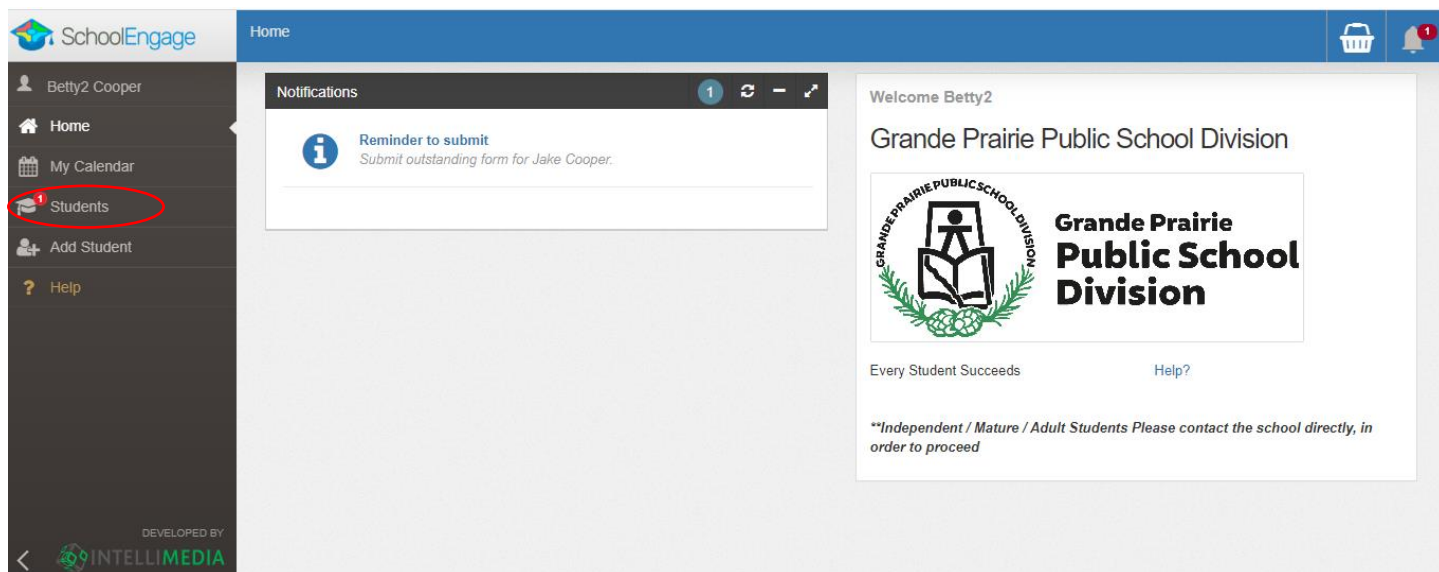 SchoolEngage
Home
1
Betty2 Cooper
Home
My Calendar
1
Students
Add Student
? Help
DEVELOPED BY
INTELLIMEDIA
Notifications
1
Reminder to submit
Submit outstanding form for Jake Cooper.
Welcome Betty2
Grande Prairie Public School Division
GRANDE PRAIRIE PUBLIC SCHOOL DIVISION
Grande Prairie
Public School
Division
Every Student Succeeds
Help?
**Independent / Mature / Adult Students Please contact the school directly, in
order to proceed